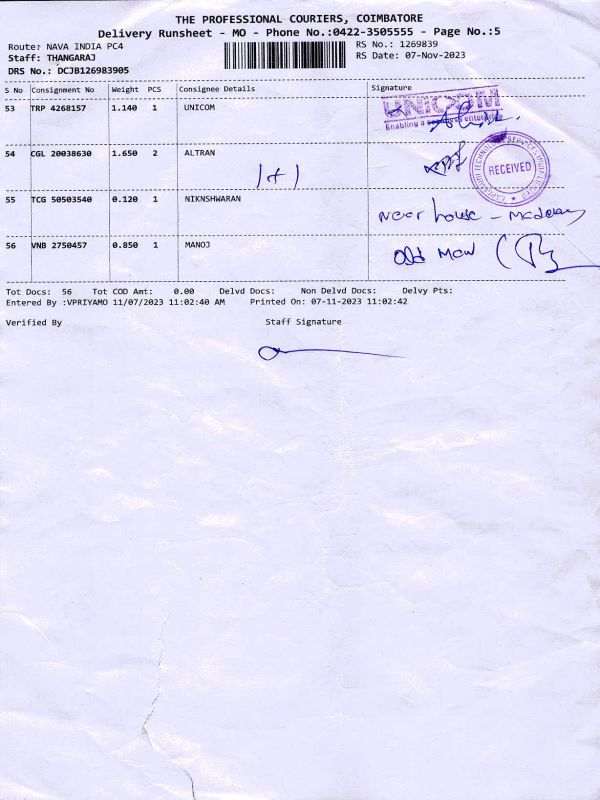 THE PROFESSIONAL COURIERS, COIMBATORE
Delivery Runsheet - MO - Phone No.:0422-3505555 - Page No.:5
Route: NAVA INDIA PC4
RS No.: 1269839
Staff: THANGARAJ
RS Date: 07-Nov-2023
DRS No.: DCJB126983905
S No Consignment No Weight PCS Consignee Details Signature
53 TRP 4268157 1.140 1 UNICOM
UNICOM
Enabling a enterprise
54 CGL 20038630 1.650 2 ALTRAN
1+1
RECEIVED
55 TCG 50503540 0.120 1 NIKNSHWARAN
near house -
56 VNB 2750457 0.850 1 MANOJ
Tot Docs: 56 Tot COD Amt: 0.00 Delvd Docs: Non Delvd Docs: Delvy Pts:
Entered By :VPRIYAMO 11/07/2023 11:02:40 AM Printed On: 07-11-2023 11:02:42
Verified By Staff Signature